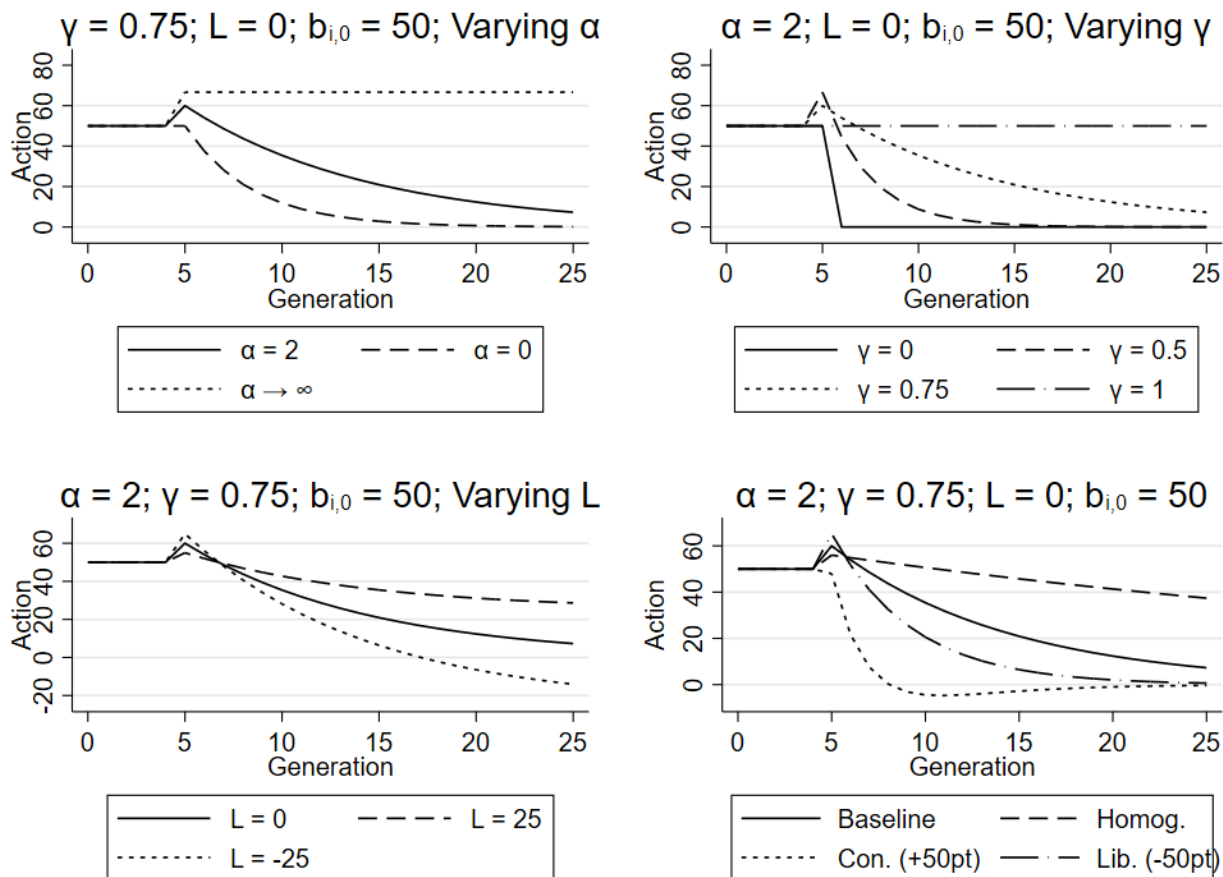 γ = 0.75; L = 0; bᵢ,₀ = 50; Varying α
Action
80
60
40
20
0
0 5 10 15 20 25
Generation
α = 2 α = 0
α → ∞
α = 2; L = 0; bᵢ,₀ = 50; Varying γ
Action
80
60
40
20
0
0 5 10 15 20 25
Generation
γ = 0 γ = 0.5
γ = 0.75 γ = 1
α = 2; γ = 0.75; bᵢ,₀ = 50; Varying L
Action
60
40
20
0
-20
0 5 10 15 20 25
Generation
L = 0 L = 25
L = -25
α = 2; γ = 0.75; L = 0; bᵢ,₀ = 50
Action
60
40
20
0
0 5 10 15 20 25
Generation
Baseline Homog.
Con. (+50pt) Lib. (-50pt)